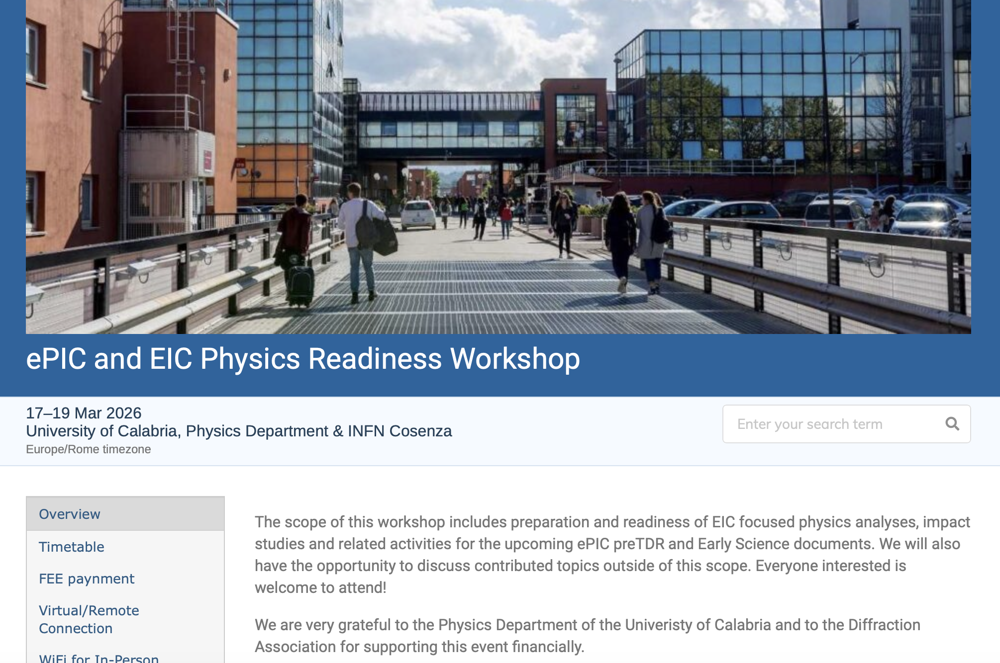 ePIC and EIC Physics Readiness Workshop
17–19 Mar 2026
University of Calabria, Physics Department & INFN Cosenza
Europe/Rome timezone
Enter your search term
Overview
Timetable
FEE paynment
Virtual/Remote
Connection
WiFi for In-Person
The scope of this workshop includes preparation and readiness of EIC focused physics analyses, impact
studies and related activities for the upcoming ePIC preTDR and Early Science documents. We will also
have the opportunity to discuss contributed topics outside of this scope. Everyone interested is
welcome to attend!
We are very grateful to the Physics Department of the Univeristy of Calabria and to the Diffraction
Association for supporting this event financially.